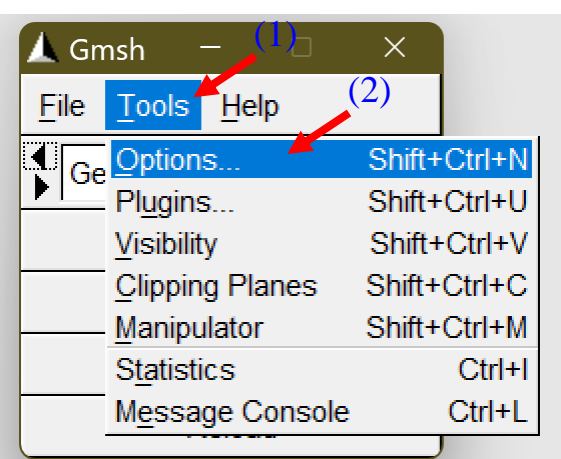 Gmsh (1)
File Tools Help (2)
Ge
Options... Shift+Ctrl+N
Plugins... Shift+Ctrl+U
Visibility Shift+Ctrl+V
Clipping Planes Shift+Ctrl+C
Manipulator Shift+Ctrl+M
Statistics Ctrl+I
Message Console Ctrl+L